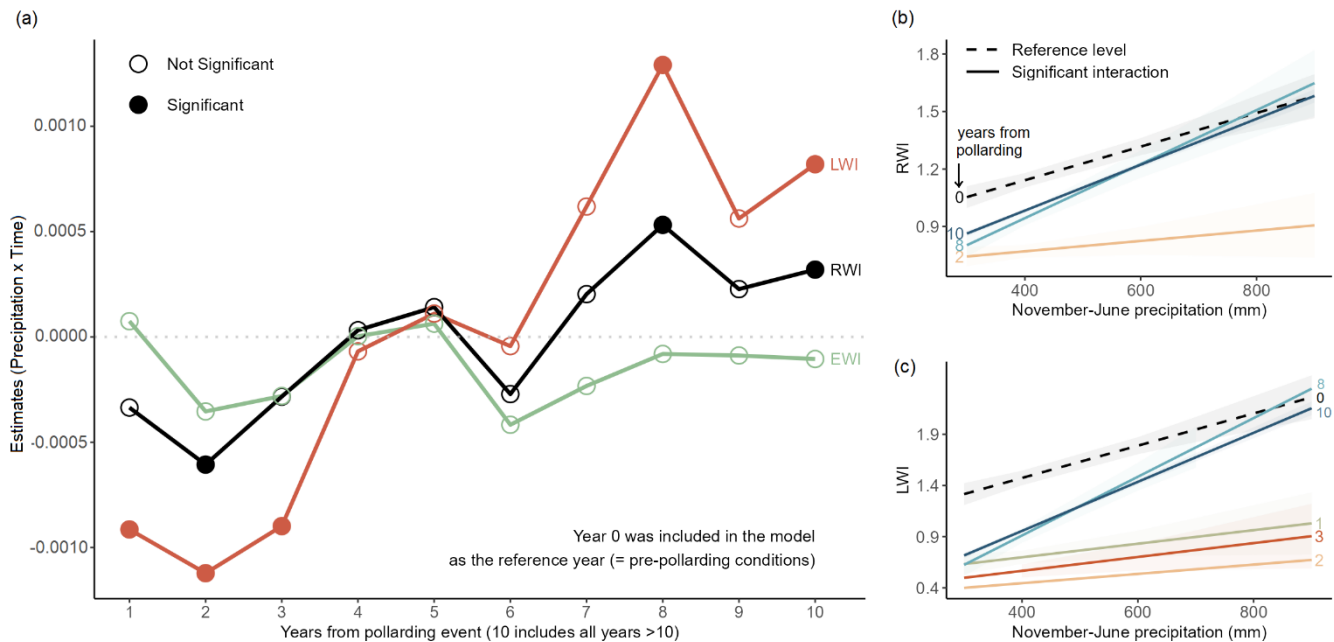 (a)
Estimates (Precipitation x Time)
0.0010
0.0005
0.0000
-0.0005
-0.0010
Not Significant
Significant
LWI
RWI
EWI
Year 0 was included in the model
as the reference year (= pre-pollarding conditions)
1 2 3 4 5 6 7 8 9 10
Years from pollarding event (10 includes all years >10)
(b)
RWI
1.8
1.5
1.2
0.9
Reference level
Significant interaction
years from
pollarding
0
10
8
2
400 600 800
November-June precipitation (mm)
(c)
LWI
1.9
1.4
0.9
0.4
8
0
10
1
3
2
400 600 800
November-June precipitation (mm)